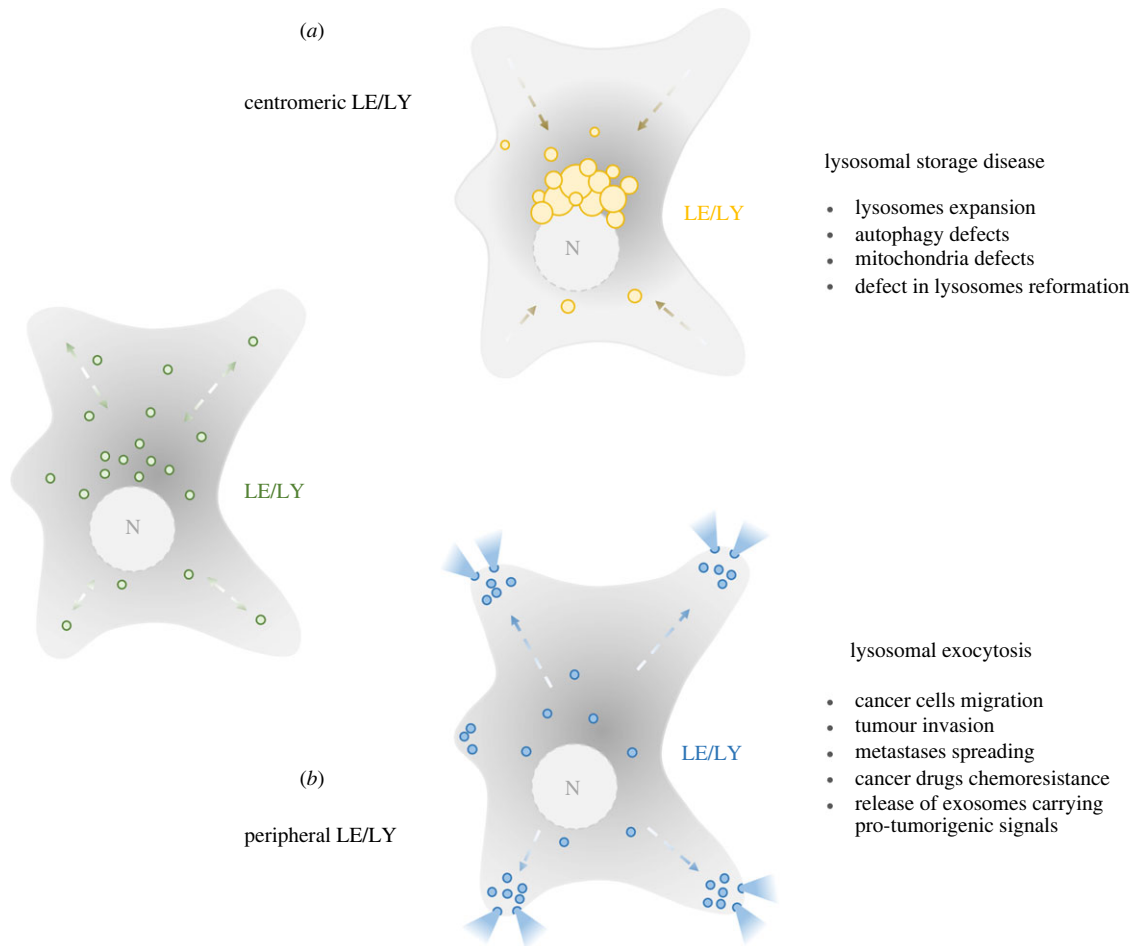 (a)
centromeric LE/LY
LE/LY
N
lysosomal storage disease
• lysosomes expansion
• autophagy defects
• mitochondria defects
• defect in lysosomes reformation
LE/LY
N
(b)
peripheral LE/LY
LE/LY
N
lysosomal exocytosis
• cancer cells migration
• tumour invasion
• metastases spreading
• cancer drugs chemoresistance
• release of exosomes carrying
pro-tumorigenic signals